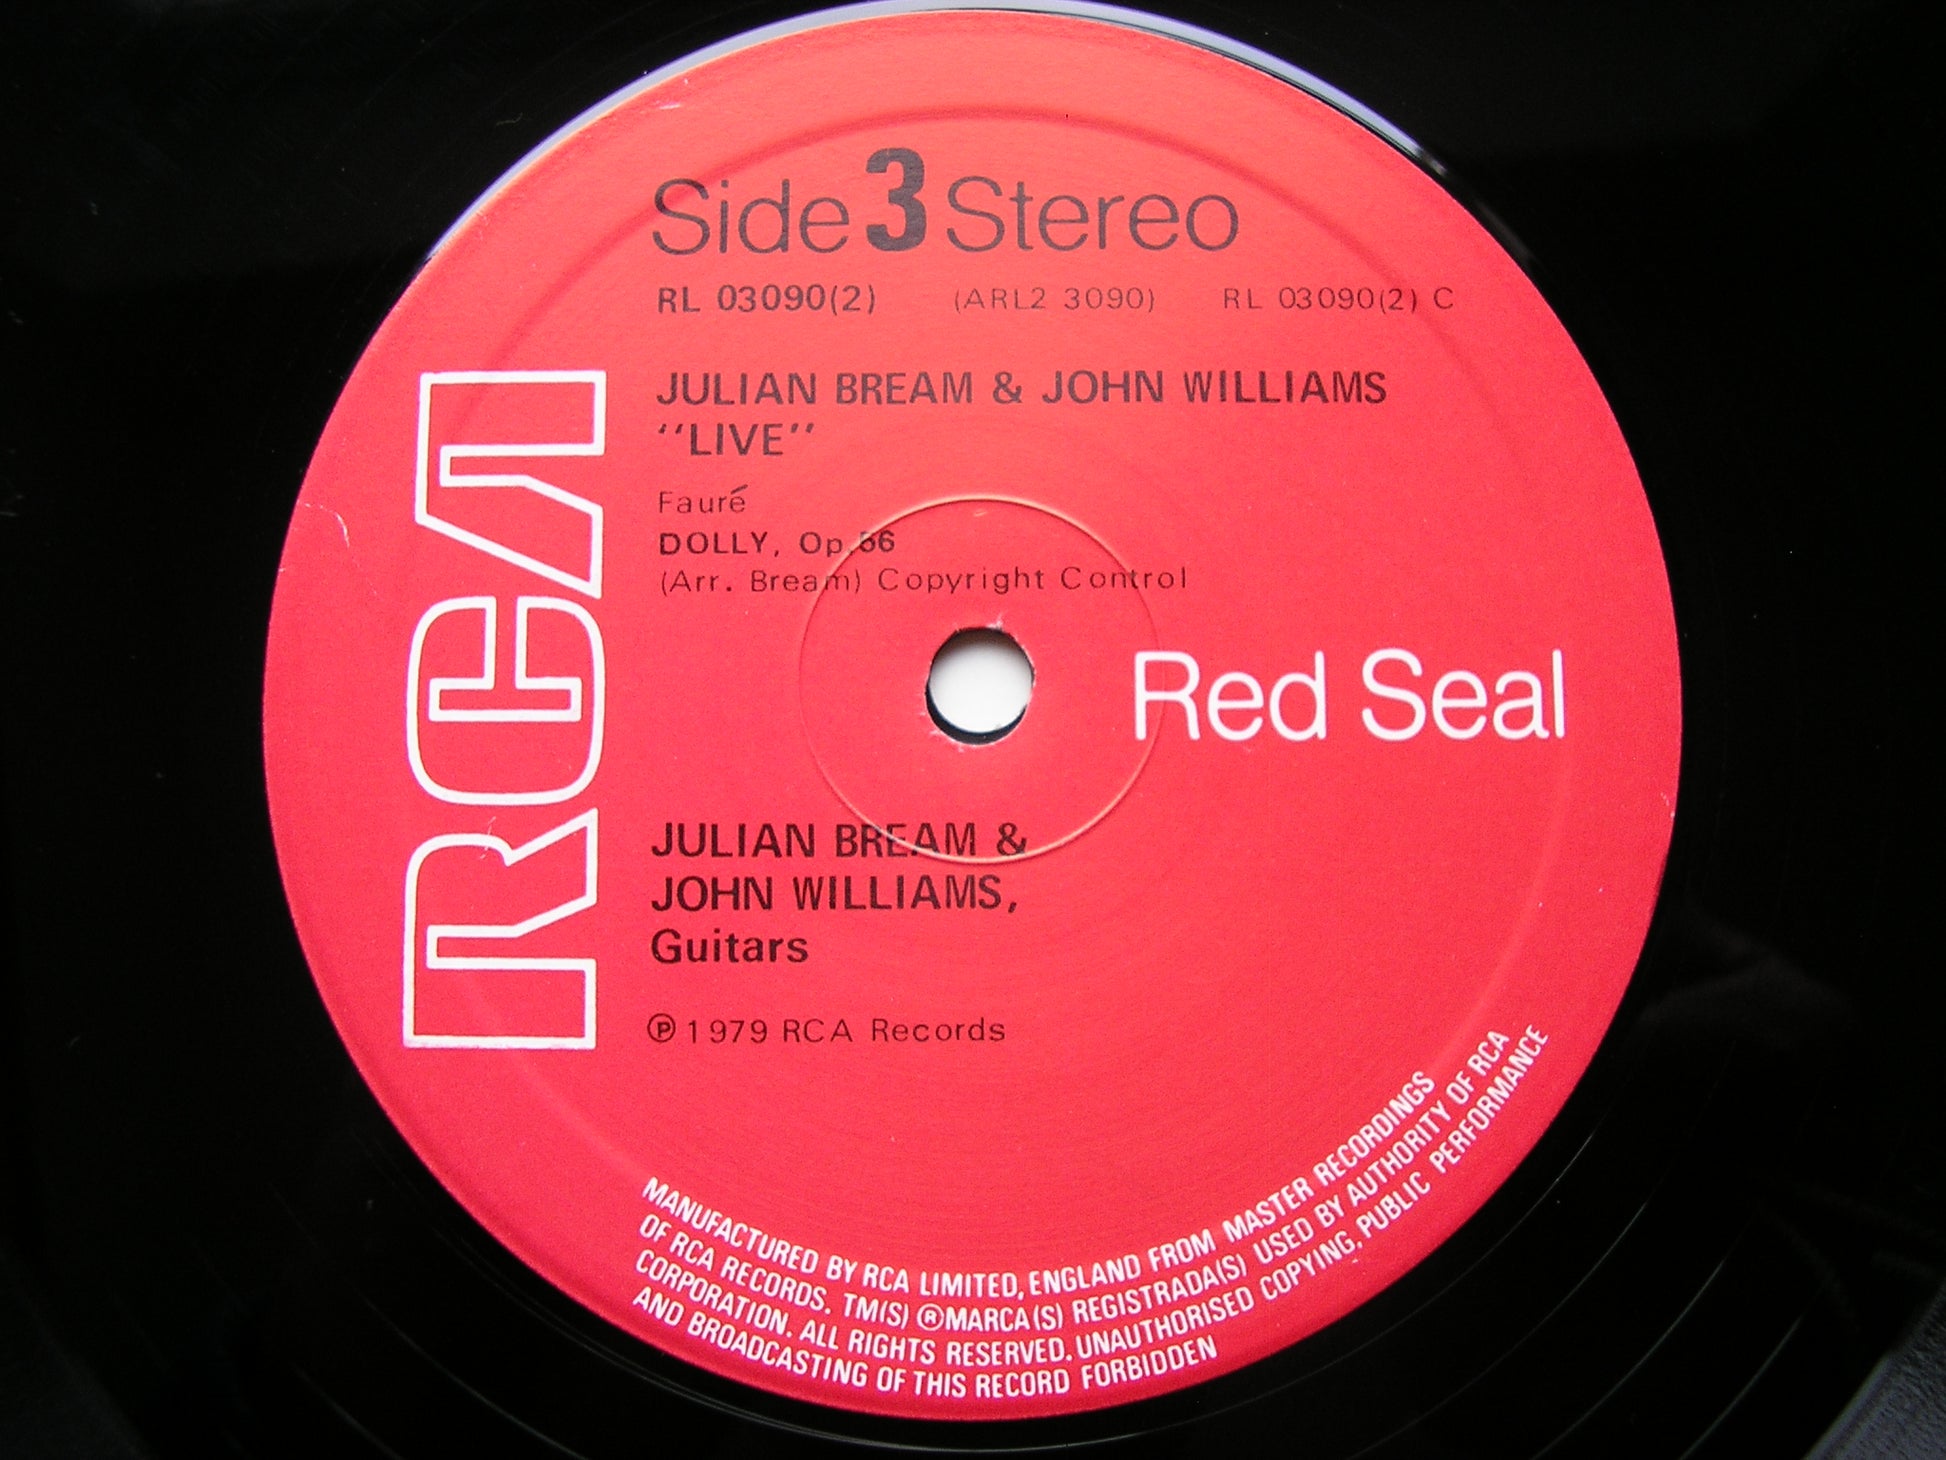 Side 3 Stereo
RL 03090(2) (ARL2 3090) RL 03090(2) C
JULIAN BREAM & JOHN WILLIAMS
"LIVE"
Fauré
DOLLY, Op.56
(Arr. Bream) Copyright Control
RCA
Red Seal
JULIAN BREAM &
JOHN WILLIAMS,
Guitars
℗ 1979 RCA Records
MANUFACTURED BY RCA LIMITED, ENGLAND FROM MASTER RECORDINGS
OF RCA RECORDS. TM(S) ® MARCA(S) REGISTRADA(S) USED BY AUTHORITY OF RCA
CORPORATION. ALL RIGHTS RESERVED. UNAUTHORISED COPYING, PUBLIC PERFORMANCE
AND BROADCASTING OF THIS RECORD FORBIDDEN